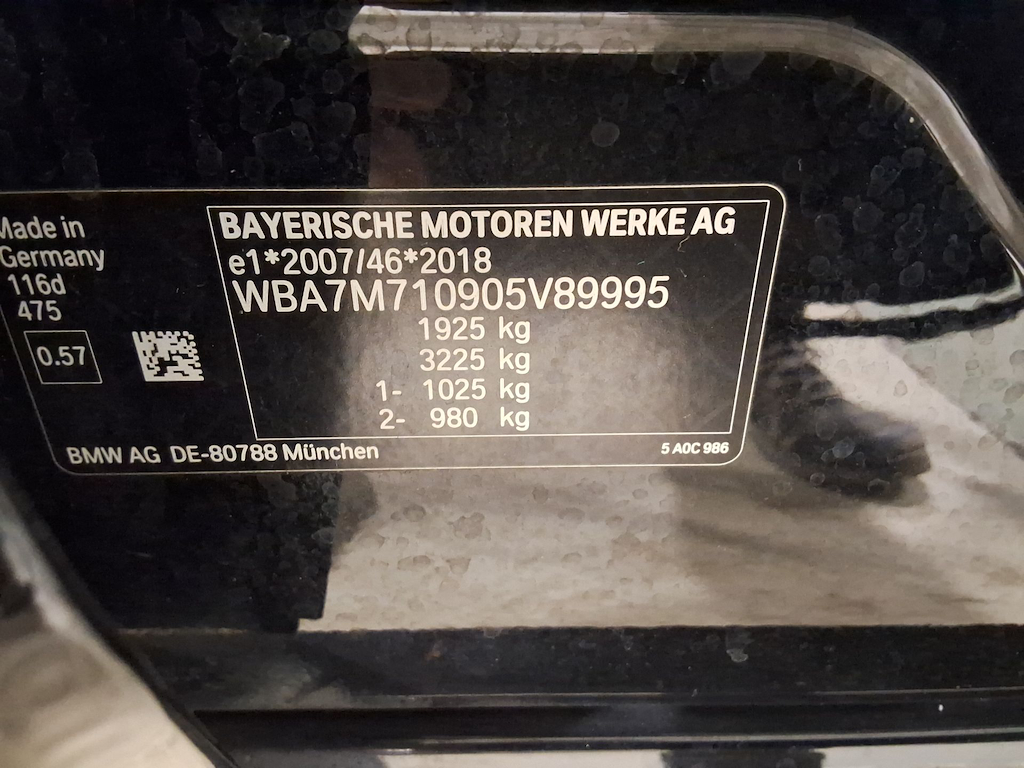 Made in
Germany
116d
475
0.57
BAYERISCHE MOTOREN WERKE AG
e1*2007/46*2018
WBA7M710905V89995
1925 kg
3225 kg
1- 1025 kg
2- 980 kg
BMW AG DE-80788 München
5 A0C 986